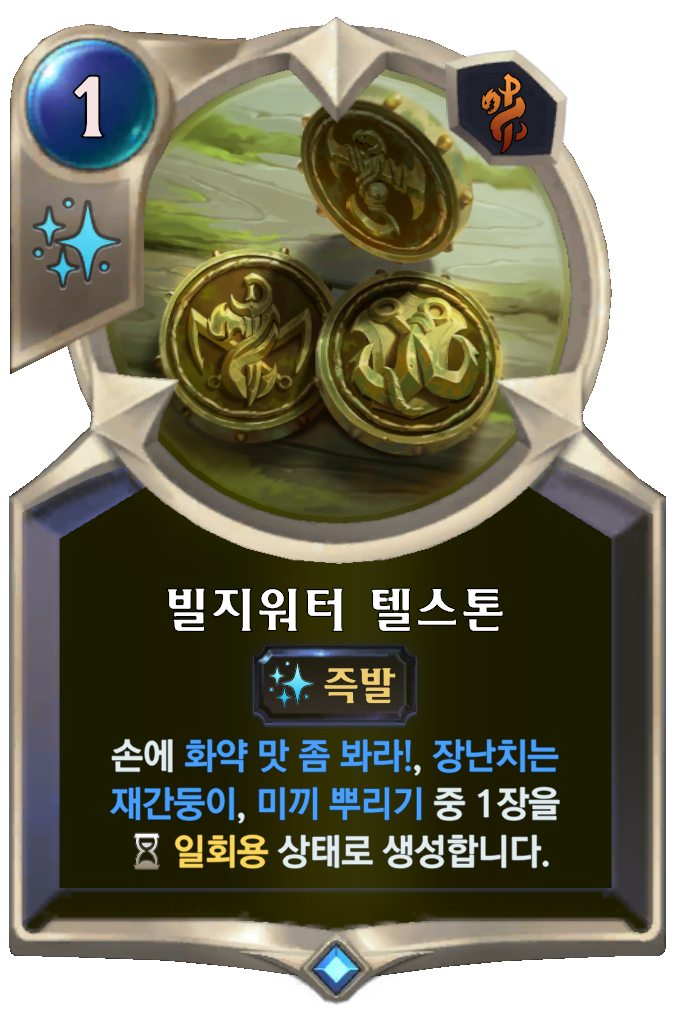 1
빌지워터 텔스톤
즉발
손에 화약 맛 좀 봐라!, 장난치는
재간둥이, 미끼 뿌리기 중 1장을
일회용 상태로 생성합니다.